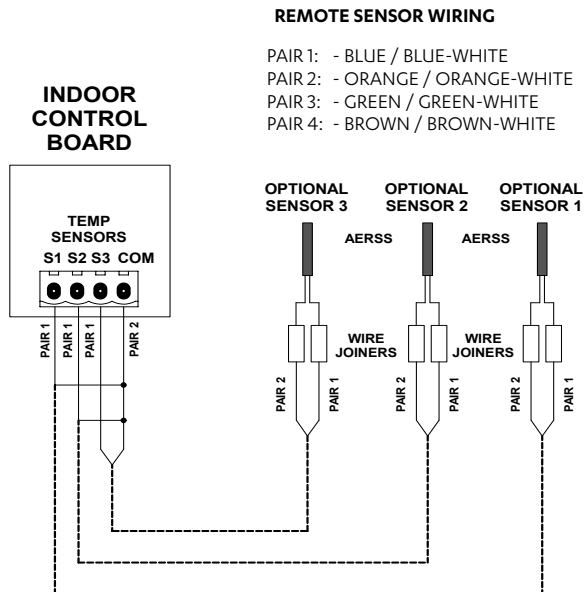 REMOTE SENSOR WIRING
PAIR 1: - BLUE / BLUE-WHITE
PAIR 2: - ORANGE / ORANGE-WHITE
PAIR 3: - GREEN / GREEN-WHITE
PAIR 4: - BROWN / BROWN-WHITE
INDOOR
CONTROL
BOARD
TEMP
SENSORS
S1 S2 S3 COM
PAIR 1
PAIR 1
PAIR 1
PAIR 2
OPTIONAL
SENSOR 3
OPTIONAL
SENSOR 2
OPTIONAL
SENSOR 1
AERSS
AERSS
WIRE
JOINERS
WIRE
JOINERS
PAIR 2
PAIR 1
PAIR 2
PAIR 1
PAIR 2
PAIR 1